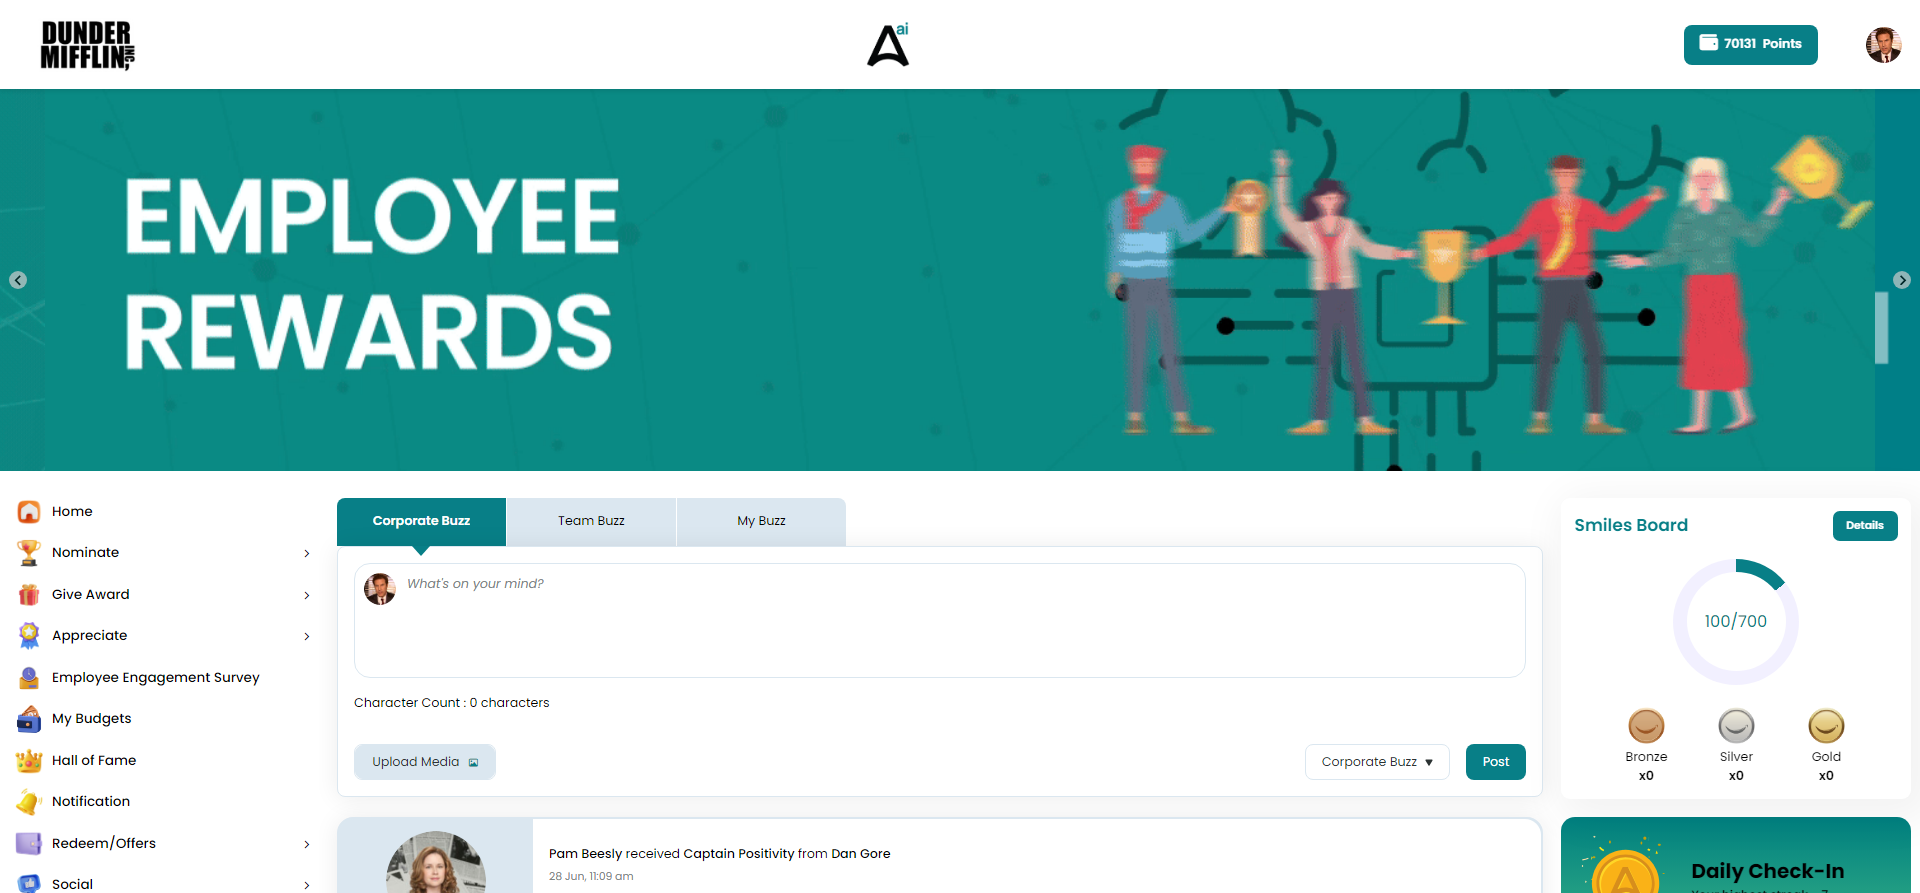 DUNDER
MIFFLIN INC,
ai
70131 Points
EMPLOYEE
REWARDS
Home
Nominate
Give Award
Appreciate
Employee Engagement Survey
My Budgets
Hall of Fame
Notification
Redeem/Offers
Social
Corporate Buzz
Team Buzz
My Buzz
What's on your mind?
Character Count : 0 characters
Upload Media
Corporate Buzz
Post
Pam Beesly received Captain Positivity from Dan Gore
28 Jun, 11:09 am
Smiles Board
Details
100/700
Bronze
x0
Silver
x0
Gold
x0
Daily Check-In